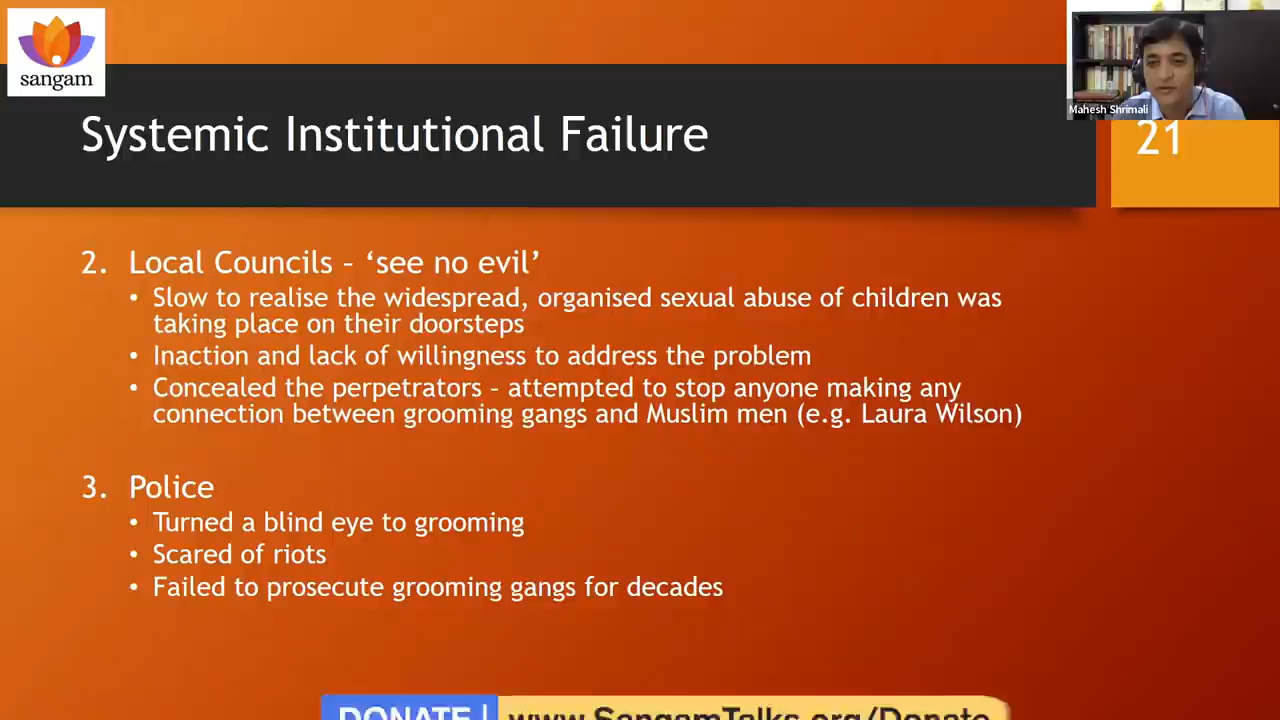 sangam
Mahesh Shrimali
Systemic Institutional Failure
21
2. Local Councils – ‘see no evil’
• Slow to realise the widespread, organised sexual abuse of children was
taking place on their doorsteps
• Inaction and lack of willingness to address the problem
• Concealed the perpetrators – attempted to stop anyone making any
connection between grooming gangs and Muslim men (e.g. Laura Wilson)
3. Police
• Turned a blind eye to grooming
• Scared of riots
• Failed to prosecute grooming gangs for decades
DONATE | www.SangamTalks.org/Donate